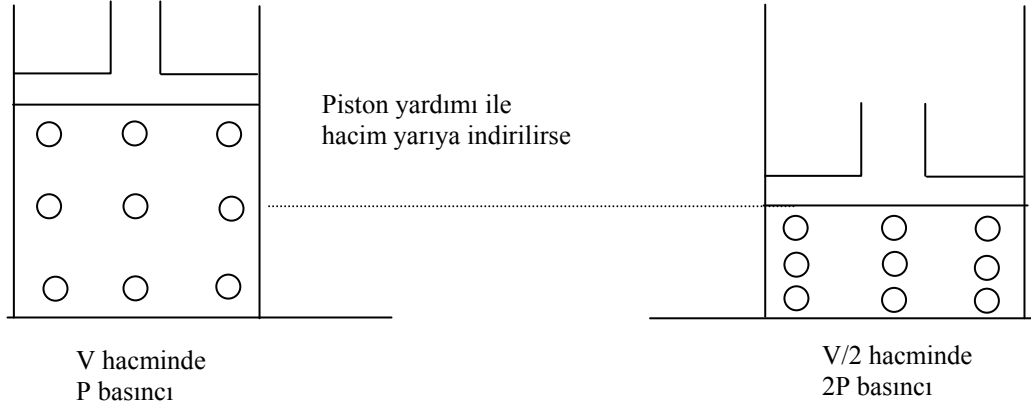 Piston yardımı ile
hacim yarıya indirilirse
V hacminde
P basıncı
V/2 hacminde
2P basıncı